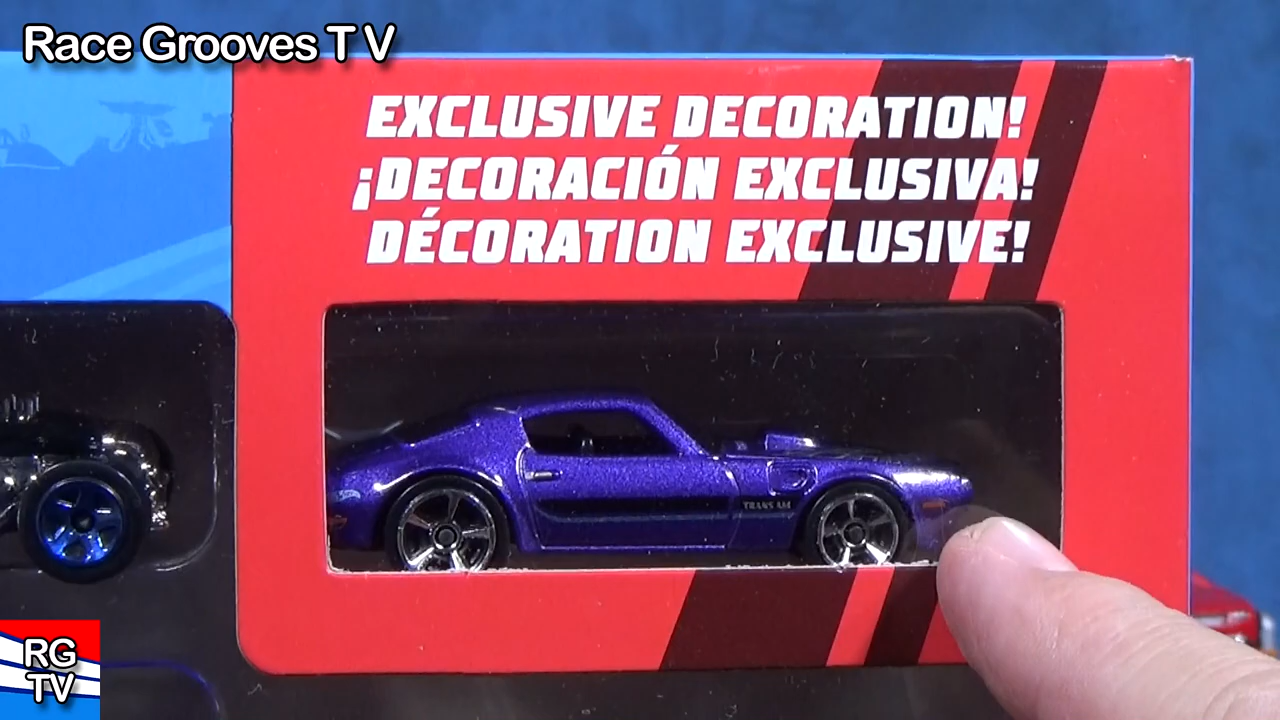 Race Grooves T V
EXCLUSIVE DECORATION!
¡DECORACIÓN EXCLUSIVA!
DÉCORATION EXCLUSIVE!
TRANS AM
RG
TV